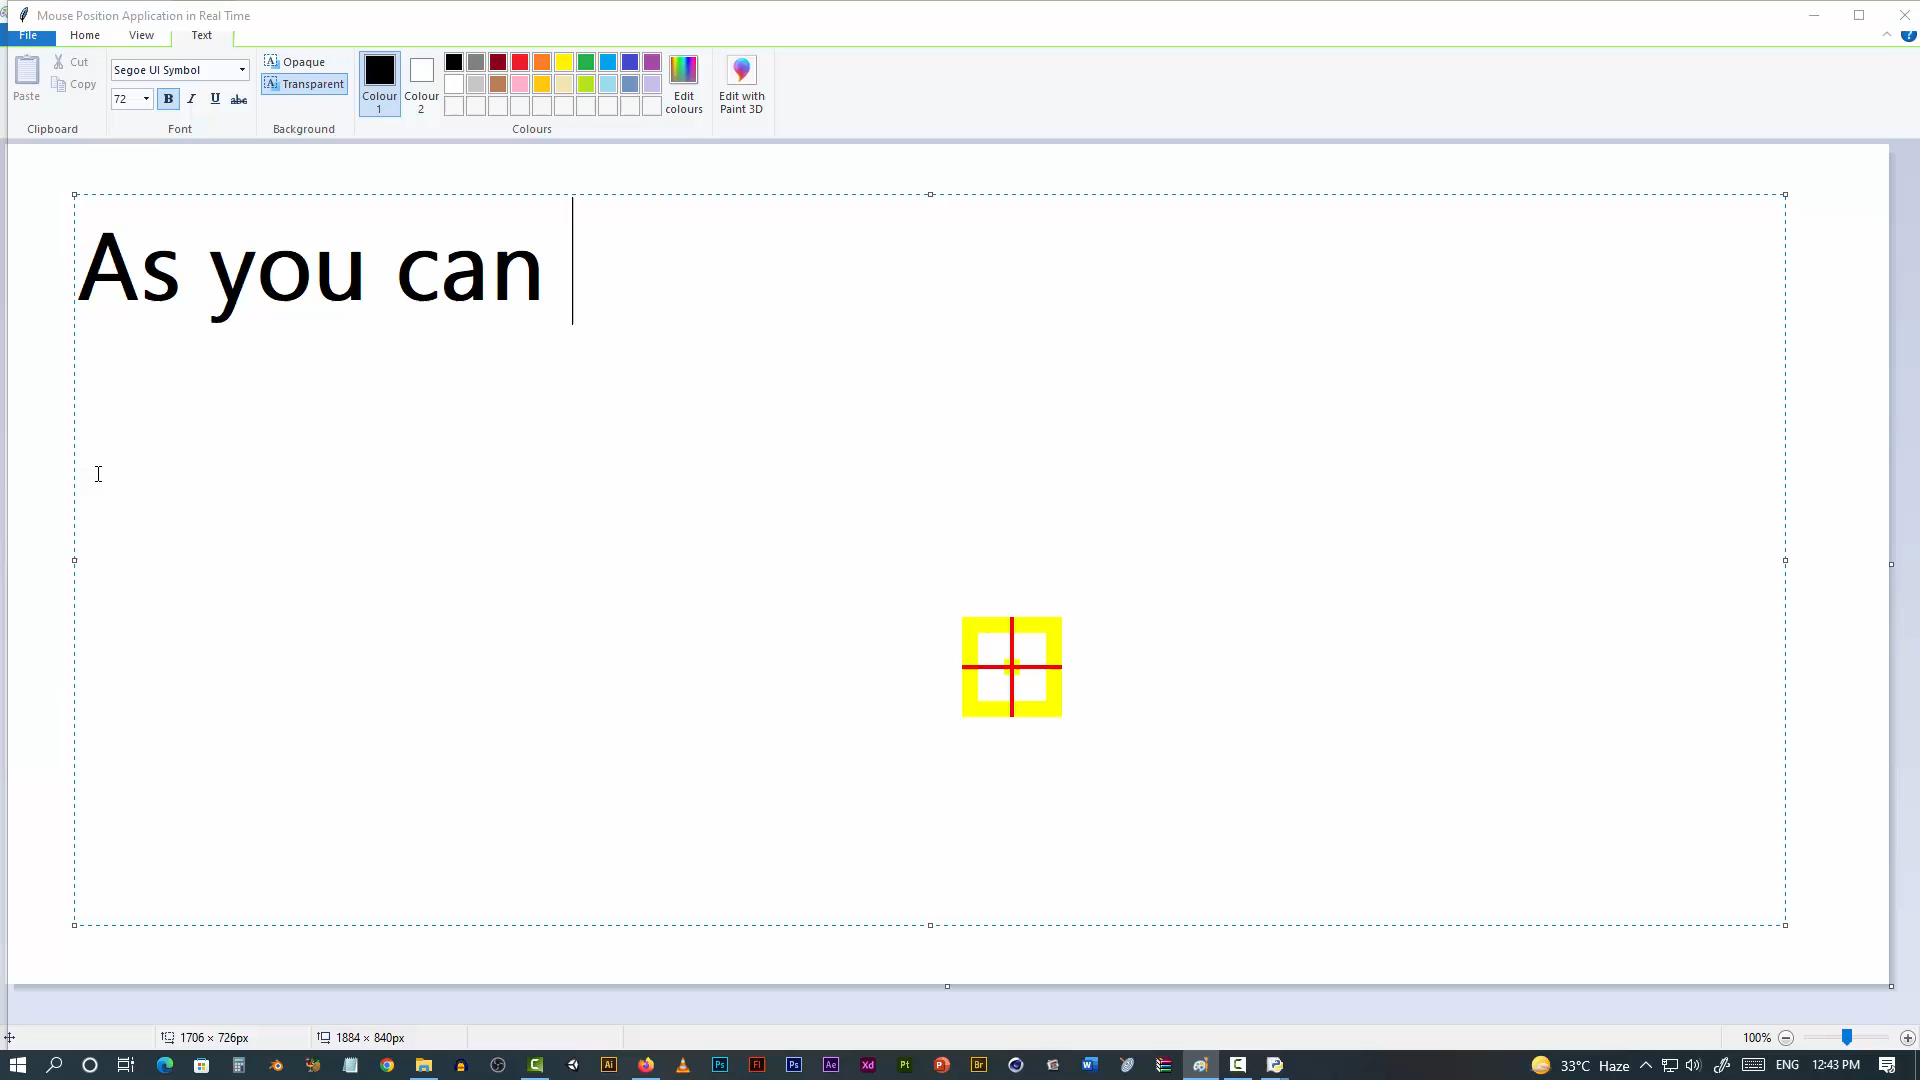 Mouse Position Application in Real Time
File Home View Text
Paste
Cut
Copy
Clipboard
Segoe UI Symbol
72 B I U abc
Font
Opaque
Transparent
Background
Colour 1
Colour 2
Edit colours
Colours
Edit with Paint 3D
As you can
1706 × 726px
1884 × 840px
100%
33°C Haze
ENG
12:43 PM